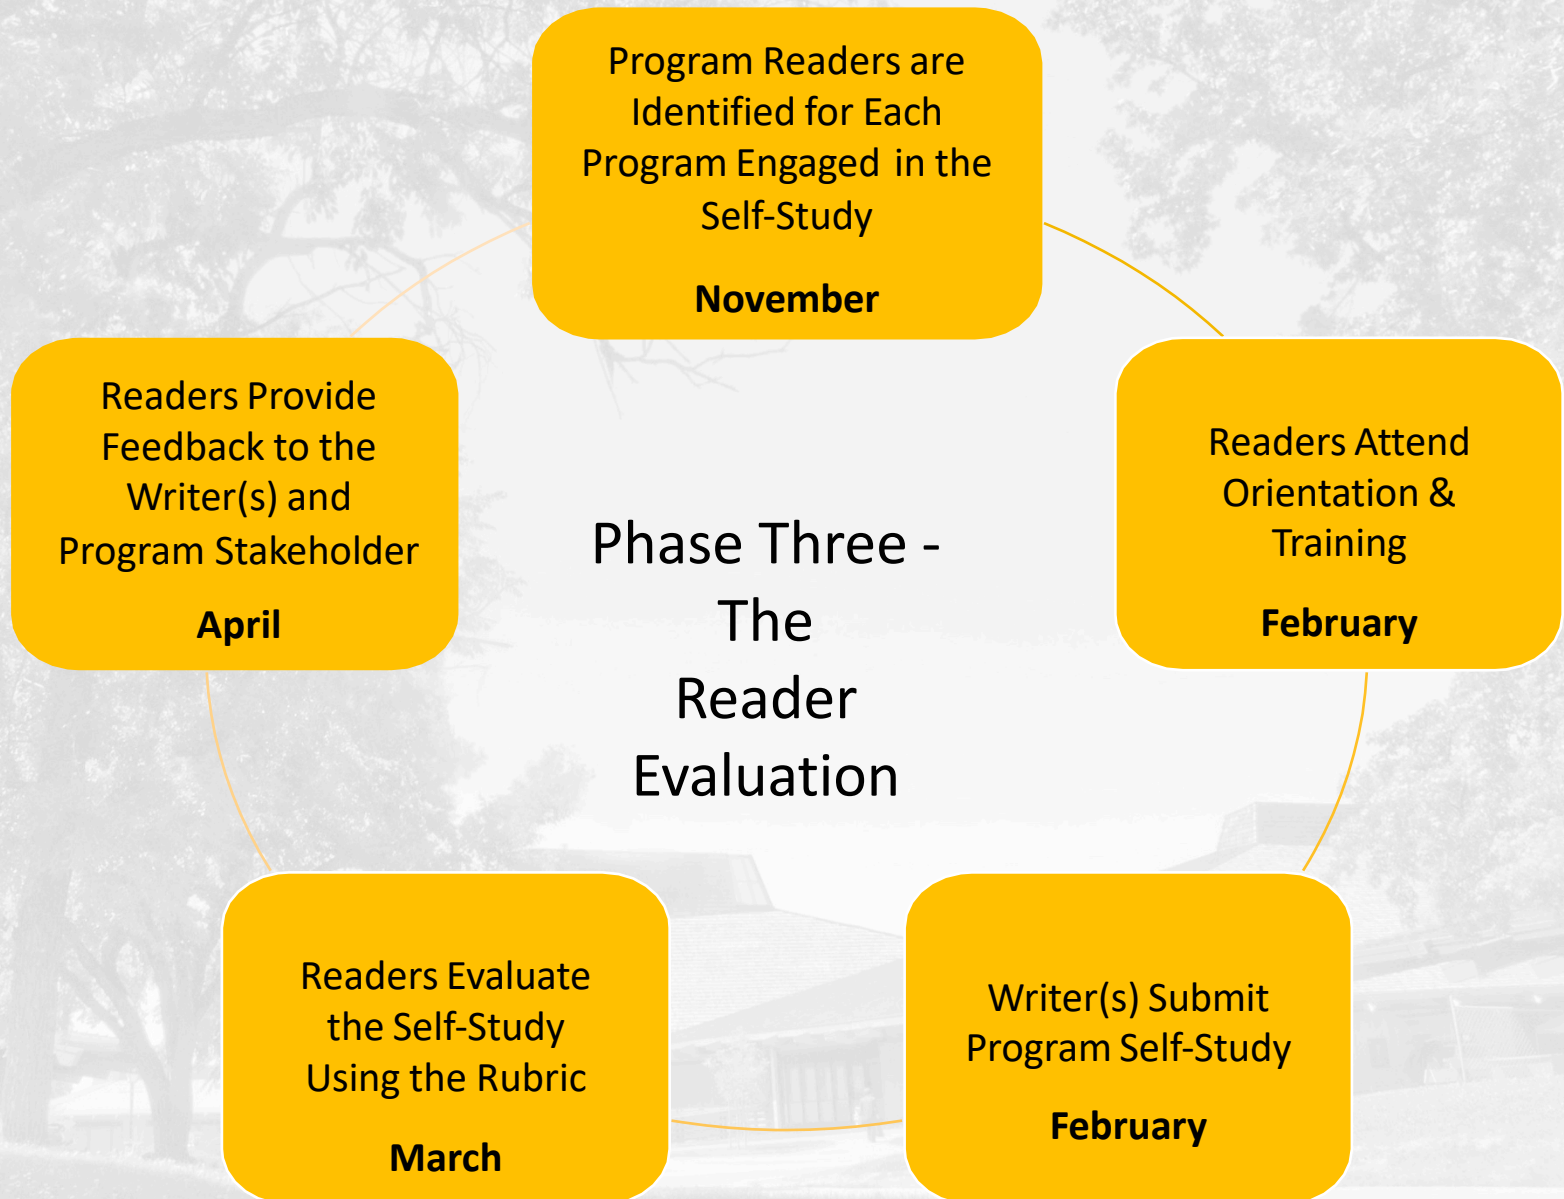 Program Readers are
Identified for Each
Program Engaged in the
Self-Study
November
Readers Attend
Orientation &
Training
February
Writer(s) Submit
Program Self-Study
February
Readers Evaluate
the Self-Study
Using the Rubric
March
Readers Provide
Feedback to the
Writer(s) and
Program Stakeholder
April
Phase Three -
The
Reader
Evaluation